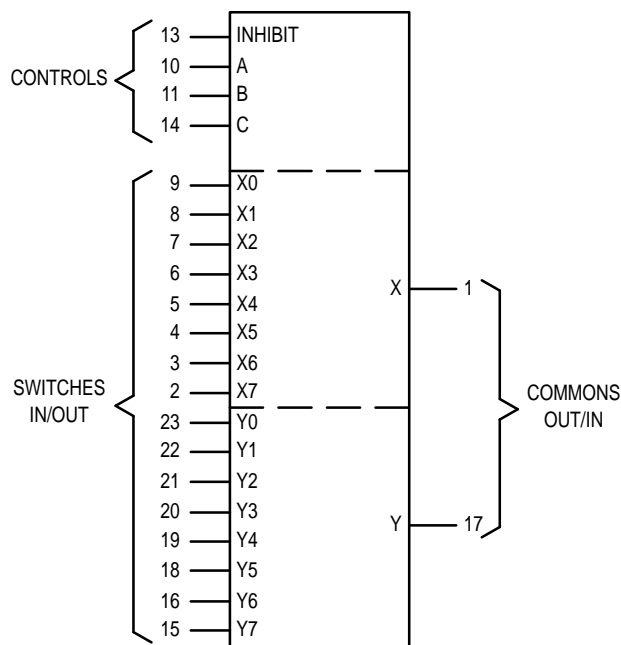 CONTROLS
13 INHIBIT
10 A
11 B
14 C
SWITCHES
IN/OUT
9 X0
8 X1
7 X2
6 X3
5 X4
4 X5
3 X6
2 X7
23 Y0
22 Y1
21 Y2
20 Y3
19 Y4
18 Y5
16 Y6
15 Y7
X 1
Y 17
COMMONS
OUT/IN